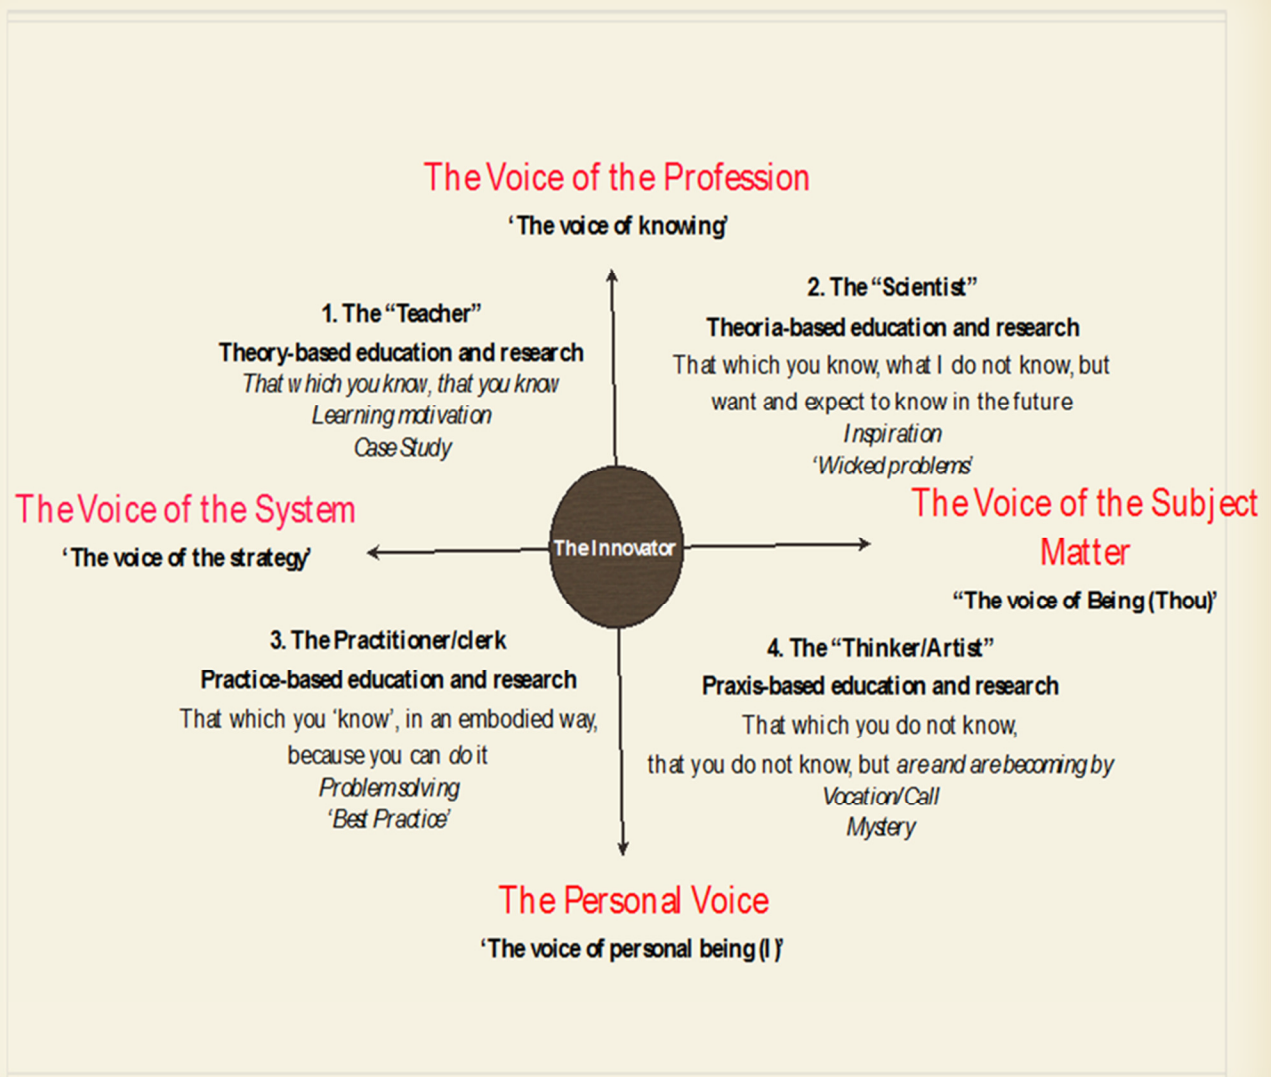 The Voice of the Profession
‘The voice of knowing’
1. The “Teacher”
Theory-based education and research
That which you know, that you know
Learning motivation
Case Study
2. The “Scientist”
Theoria-based education and research
That which you know, what I do not know, but
want and expect to know in the future
Inspiration
‘Wicked problems’
The Voice of the System
‘The voice of the strategy’
The Innovator
The Voice of the Subject
Matter
“The voice of Being (Thou)’
3. The Practitioner/clerk
Practice-based education and research
That which you ‘know’, in an embodied way,
because you can do it
Problem solving
‘Best Practice’
4. The “Thinker/Artist”
Praxis-based education and research
That which you do not know,
that you do not know, but are and are becoming by
Vocation/Call
Mystery
The Personal Voice
‘The voice of personal being (I)’